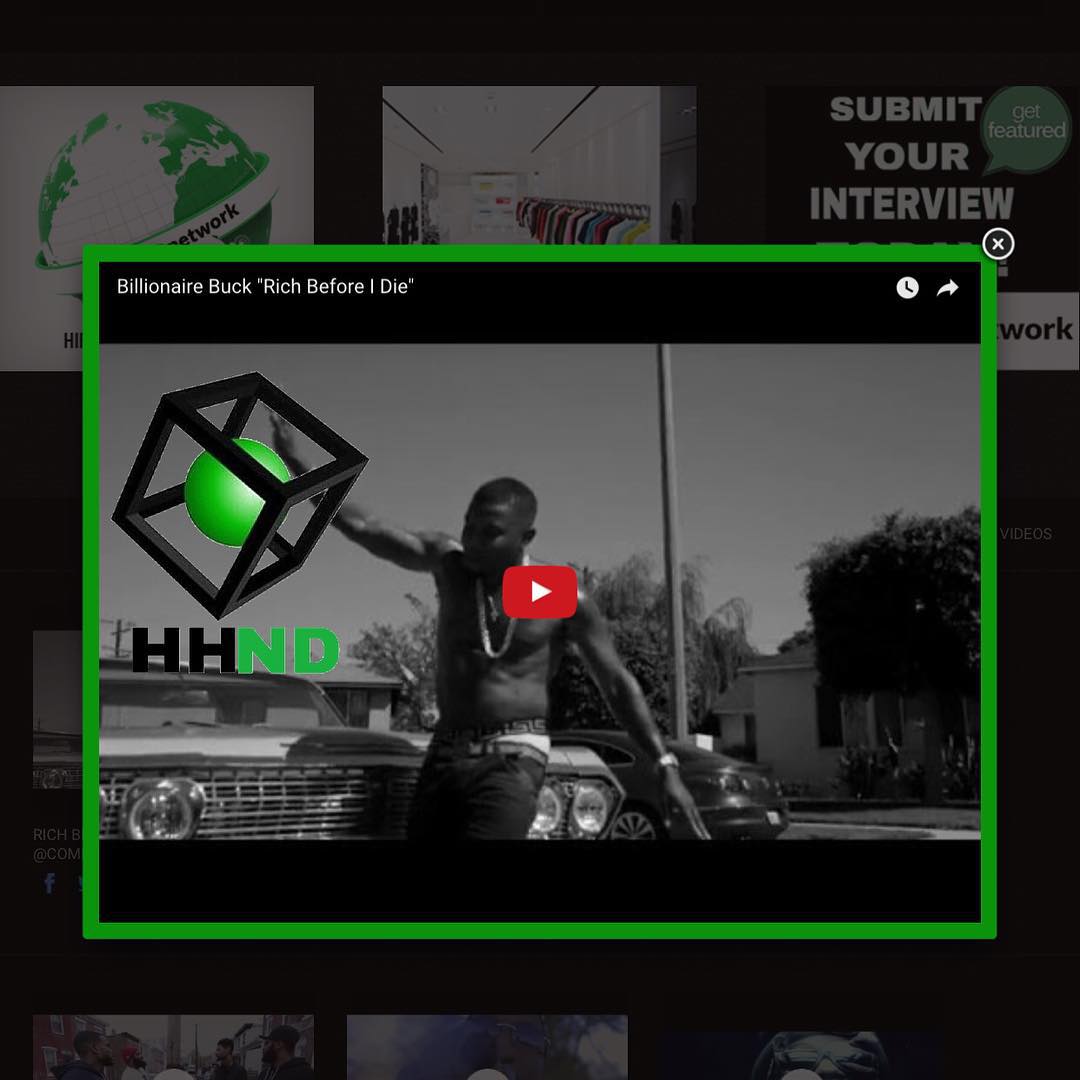 SUBMIT
YOUR
INTERVIEW
get
featured
network
HI
twork
Billionaire Buck "Rich Before I Die"
HHND
VIDEOS
RICH B
@COM
f